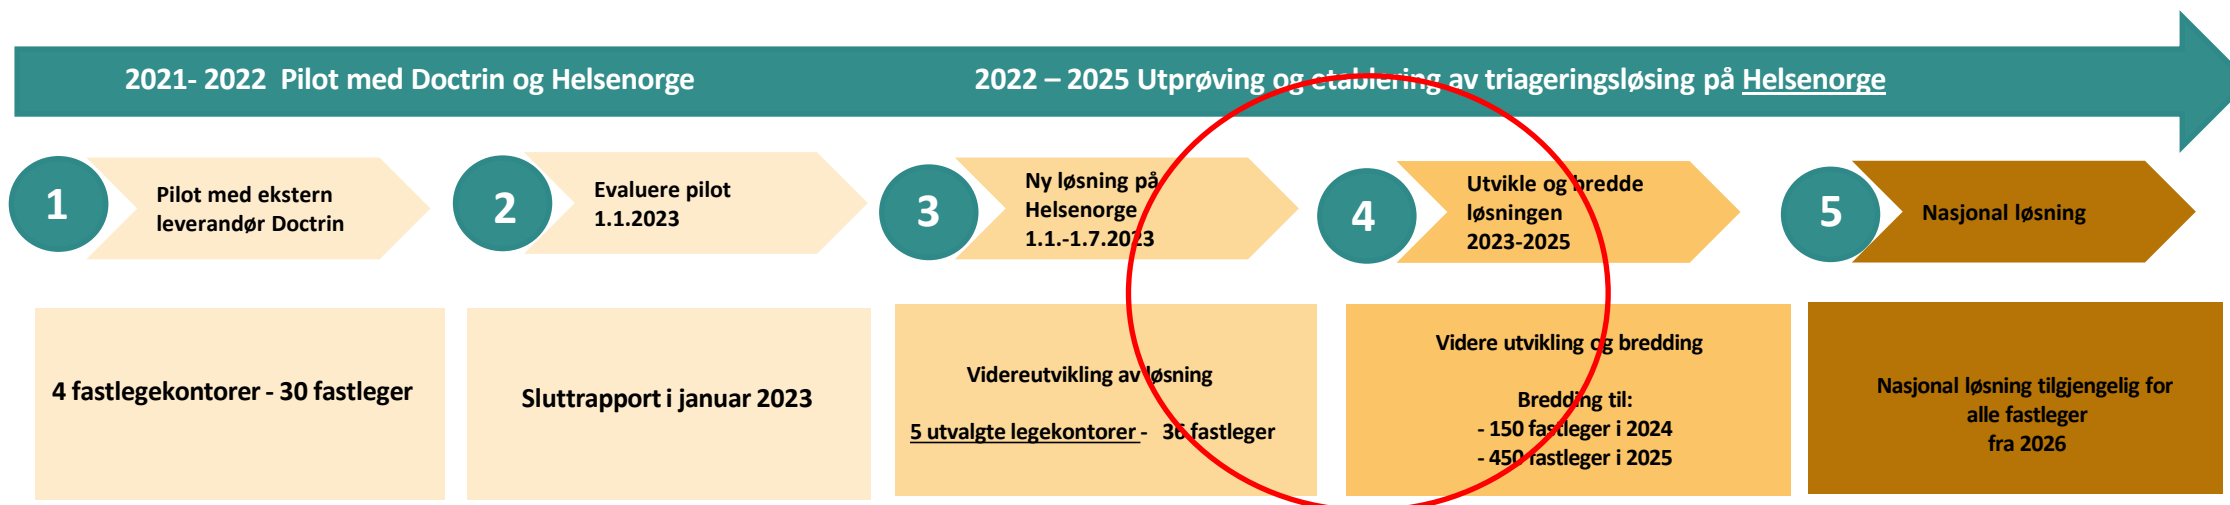 2021- 2022 Pilot med Doctrin og Helsenorge
2022 – 2025 Utprøving og etablering av triageringsløsing på Helsenorge
1
Pilot med ekstern
leverandør Doctrin
2
Evaluere pilot
1.1.2023
3
Ny løsning på
Helsenorge
1.1.-1.7.2023
4
Utvikle og bredde
løsningen
2023-2025
5
Nasjonal løsning
4 fastlegekontorer - 30 fastleger
Sluttrapport i januar 2023
Videreutvikling av løsning
5 utvalgte legekontorer - 36 fastleger
Videre utvikling og bredding
Bredding til:
- 150 fastleger i 2024
- 450 fastleger i 2025
Nasjonal løsning tilgjengelig for
alle fastleger
fra 2026